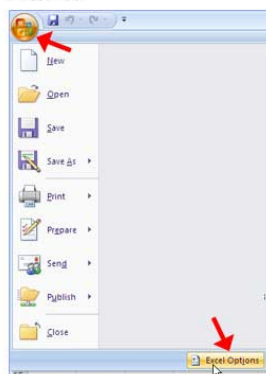 New
Open
Save
Save As
Print
Prepare
Send
Publish
Close
Excel Options